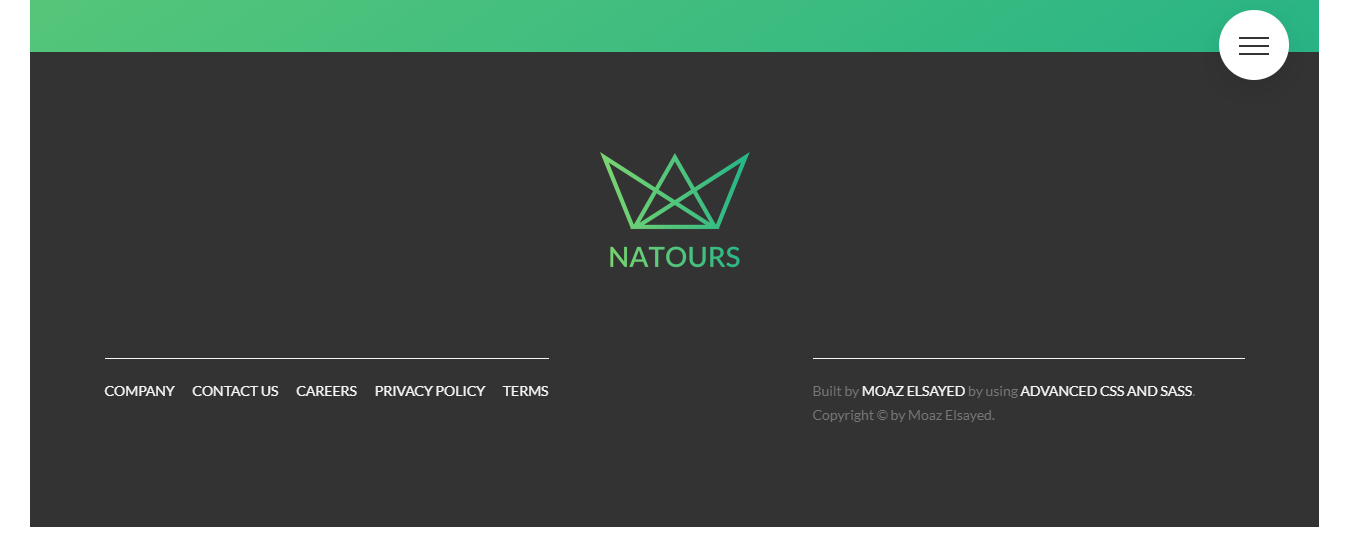 NATOURS
COMPANY CONTACT US CAREERS PRIVACY POLICY TERMS
Built by MOAZ ELSAYED by using ADVANCED CSS AND SASS.
Copyright © by Moaz Elsayed.